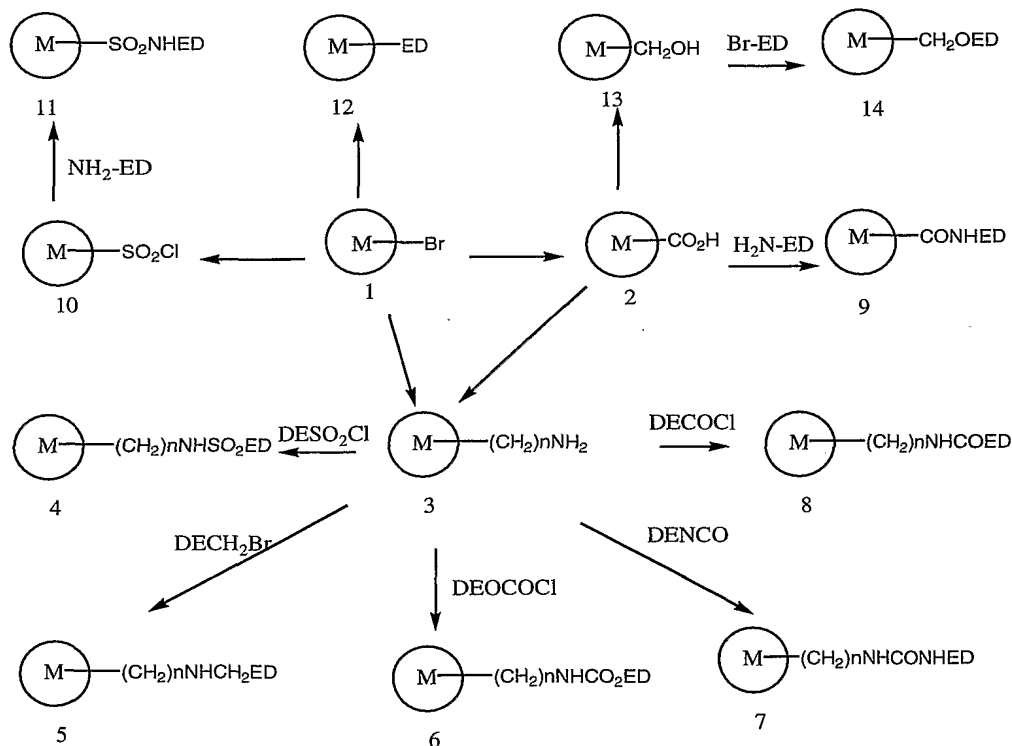 M SO₂NHED
11
M ED
12
M CH₂OH
13
Br-ED
M CH₂OED
14
NH₂-ED
M SO₂Cl
10
M Br
1
M CO₂H
2
H₂N-ED
M CONHED
9
M (CH₂)nNHSO₂ED
4
DESO₂Cl
M (CH₂)nNH₂
3
DECOCl
M (CH₂)nNHCOED
8
DECH₂Br
DEOCOCl
DENCO
M (CH₂)nNHCH₂ED
5
M (CH₂)nNHCO₂ED
6
M (CH₂)nNHCONHED
7